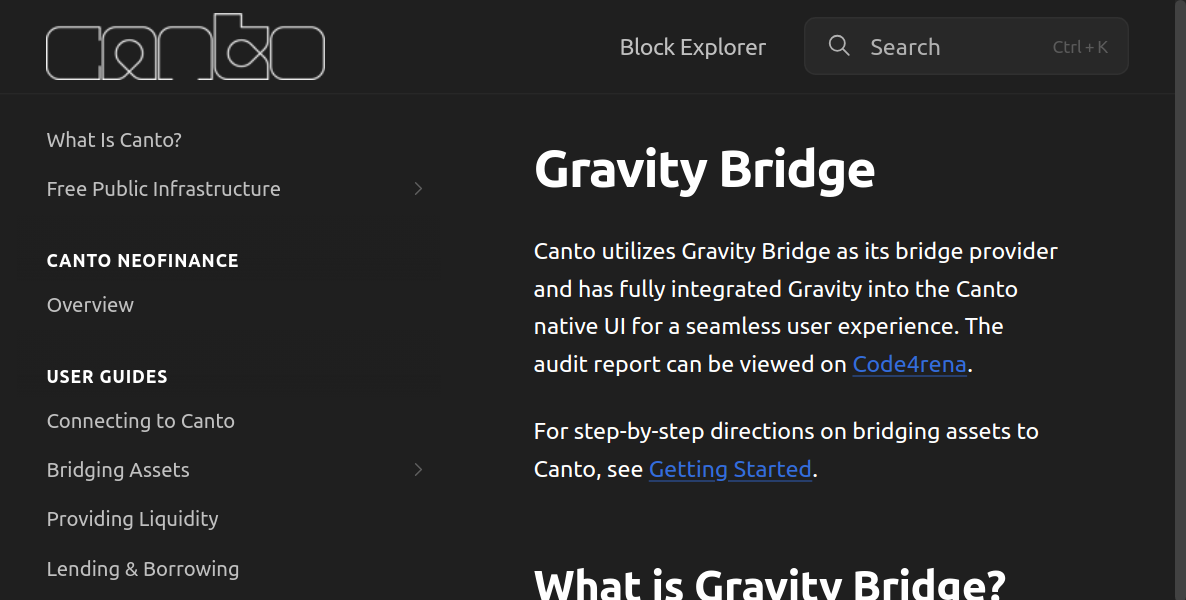 canto
Block Explorer
Search
Ctrl + K
What Is Canto?
Free Public Infrastructure
CANTO NEOFINANCE
Overview
USER GUIDES
Connecting to Canto
Bridging Assets
Providing Liquidity
Lending & Borrowing
Gravity Bridge
Canto utilizes Gravity Bridge as its bridge provider
and has fully integrated Gravity into the Canto
native UI for a seamless user experience. The
audit report can be viewed on Code4rena.
For step-by-step directions on bridging assets to
Canto, see Getting Started.
What is Gravity Bridge?